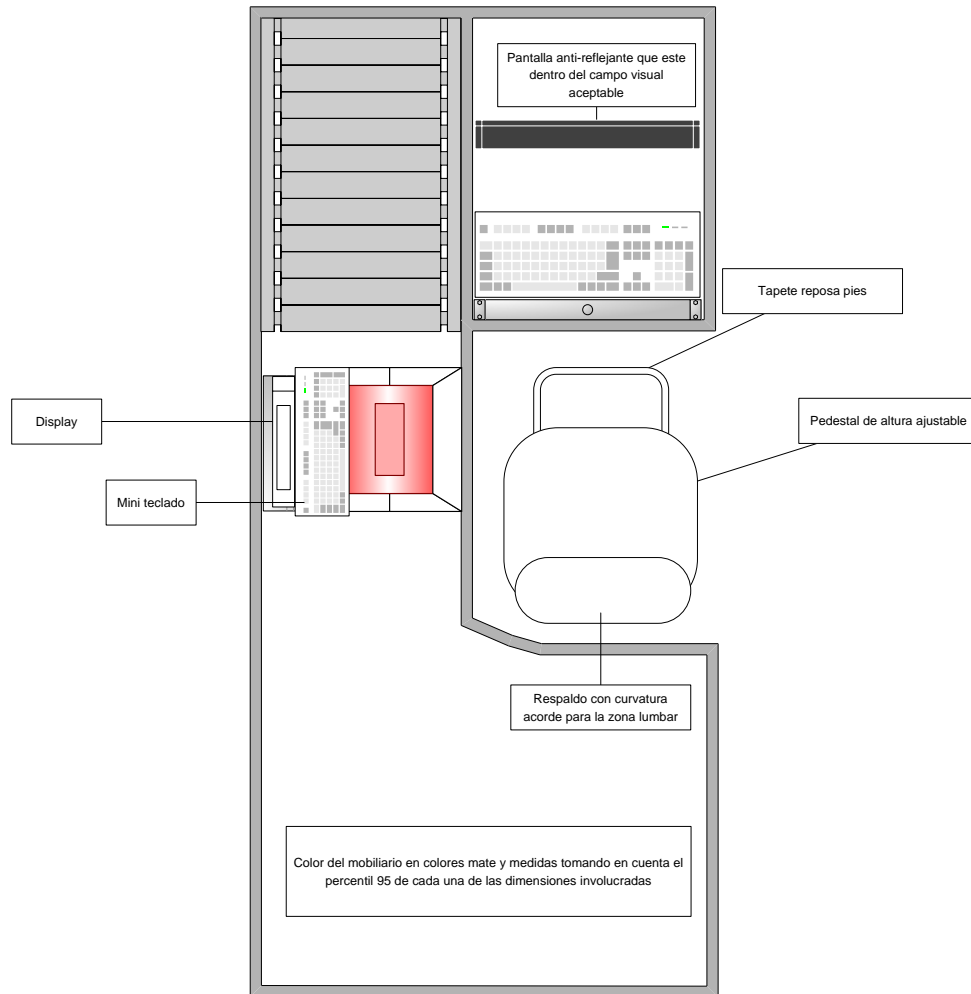 Pantalla anti-reflejante que este
dentro del campo visual
aceptable
Tapete reposa pies
Display
Pedestal de altura ajustable
Mini teclado
Respaldo con curvatura
acorde para la zona lumbar
Color del mobiliario en colores mate y medidas tomando en cuenta el
percentil 95 de cada una de las dimensiones involucradas